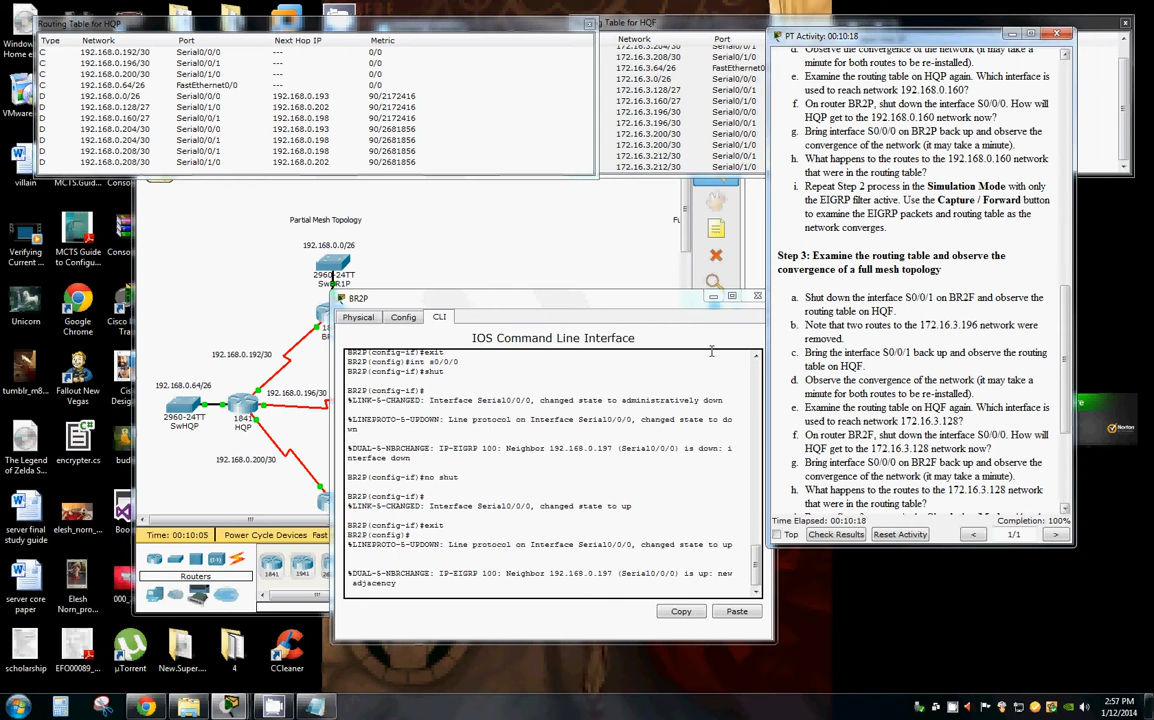 Routing Table for HQP
Type Network Port Next Hop IP Metric
C 192.168.0.192/30 Serial0/0/0 --- 0/0
C 192.168.0.196/30 Serial0/0/1 --- 0/0
C 192.168.0.200/30 Serial0/1/0 --- 0/0
C 192.168.0.64/26 FastEthernet0/0 --- 0/0
D 192.168.0.0/26 Serial0/0/0 192.168.0.193 90/2172416
D 192.168.0.128/27 Serial0/1/0 192.168.0.202 90/2172416
D 192.168.0.160/27 Serial0/0/1 192.168.0.198 90/2172416
D 192.168.0.204/30 Serial0/0/0 192.168.0.193 90/2681856
D 192.168.0.204/30 Serial0/0/1 192.168.0.198 90/2681856
D 192.168.0.208/30 Serial0/0/1 192.168.0.198 90/2681856
D 192.168.0.208/30 Serial0/1/0 192.168.0.202 90/2681856
Table for HQF
Network Port
172.16.3.204/30 Serial0/0/1
172.16.3.208/30 Serial0/1/0
172.16.3.64/26 FastEthernet0
172.16.3.0/26 Serial0/0/0
172.16.3.128/27 Serial0/1/0
172.16.3.160/27 Serial0/0/1
172.16.3.196/30 Serial0/0/0
172.16.3.196/30 Serial0/0/1
172.16.3.200/30 Serial0/0/0
172.16.3.200/30 Serial0/1/0
172.16.3.212/30 Serial0/0/1
172.16.3.212/30 Serial0/1/0
PT Activity: 00:10:18
d. Observe the convergence of the network (it may take a
minute for both routes to be re-installed).
e. Examine the routing table on HQP again. Which interface is
used to reach network 192.168.0.160?
f. On router BR2P, shut down the interface S0/0/0. How will
HQP get to the 192.168.0.160 network now?
g. Bring interface S0/0/0 on BR2P back up and observe the
convergence of the network (it may take a minute).
h. What happens to the routes to the 192.168.0.160 network
that were in the routing table?
i. Repeat Step 2 process in the Simulation Mode with only
the EIGRP filter active. Use the Capture / Forward button
to examine the EIGRP packets and routing table as the
network converges.
Step 3: Examine the routing table and observe the
convergence of a full mesh topology
a. Shut down the interface S0/0/1 on BR2F and observe the
routing table on HQF.
b. Note that two routes to the 172.16.3.196 network were
removed.
c. Bring the S0/0/1 back up and observe the routing
table on HQF.
d. Observe the convergence of the network (it may take a
minute for both routes to be re-installed).
e. Examine the routing table on HQF again. Which interface is
used to reach network 172.16.3.128?
f. On router BR2F, shut down the interface S0/0/0. How will
HQF get to the 172.16.3.128 network now?
g. Bring interface S0/0/0 on BR2F back up and observe the
convergence of the network (it may take a minute).
h. What happens to the routes to the 172.16.3.128 network
that were in the routing table?
Time Elapsed: 00:10:18 Completion: 100%
Top Check Results Reset Activity < 1/1 >
Partial Mesh Topology
192.168.0.0/26
2960-24TT
192.168.0.192/30
192.168.0.64/26
192.168.0.196/30
2960-24TT
SwHQP
1841
HQP
192.168.0.200/30
Time: 00:10:05 Power Cycle Devices Fast
Routers
1841 1941
BR2P
Physical Config CLI
IOS Command Line Interface
BR2P(config-if)#exit
BR2P(config)#int s0/0/0
BR2P(config-if)#shut
BR2P(config-if)#
%LINK-5-CHANGED: Interface Serial0/0/0, changed state to administratively down
%LINEPROTO-5-UPDOWN: Line protocol on Interface Serial0/0/0, changed state to do
wn
%DUAL-5-NBRCHANGE: IP-EIGRP 100: Neighbor 192.168.0.197 (Serial0/0/0) is down: i
nterface down
BR2P(config-if)#no shut
BR2P(config-if)#
%LINK-5-CHANGED: Interface Serial0/0/0, changed state to up
BR2P(config-if)#exit
BR2P(config)#
%LINEPROTO-5-UPDOWN: Line protocol on Interface Serial0/0/0, changed state to up
%DUAL-5-NBRCHANGE: IP-EIGRP 100: Neighbor 192.168.0.197 (Serial0/0/0) is up: new
adjacency
Copy Paste
villain
MCTS Guide
to Configu...
Verifying
Current ...
Unicorn
Google
Chrome
tumblr_m4...
Fallout New
Vegas
The Legend
of Zelda S...
encrypter.cs
server final
study guide
elesh_norn_...
server core
paper
Elesh
Norn_pro...
scholarship
EFO00089_...
µTorrent
New.Super....
4
CCleaner
Norton
2:57 PM
1/12/2014